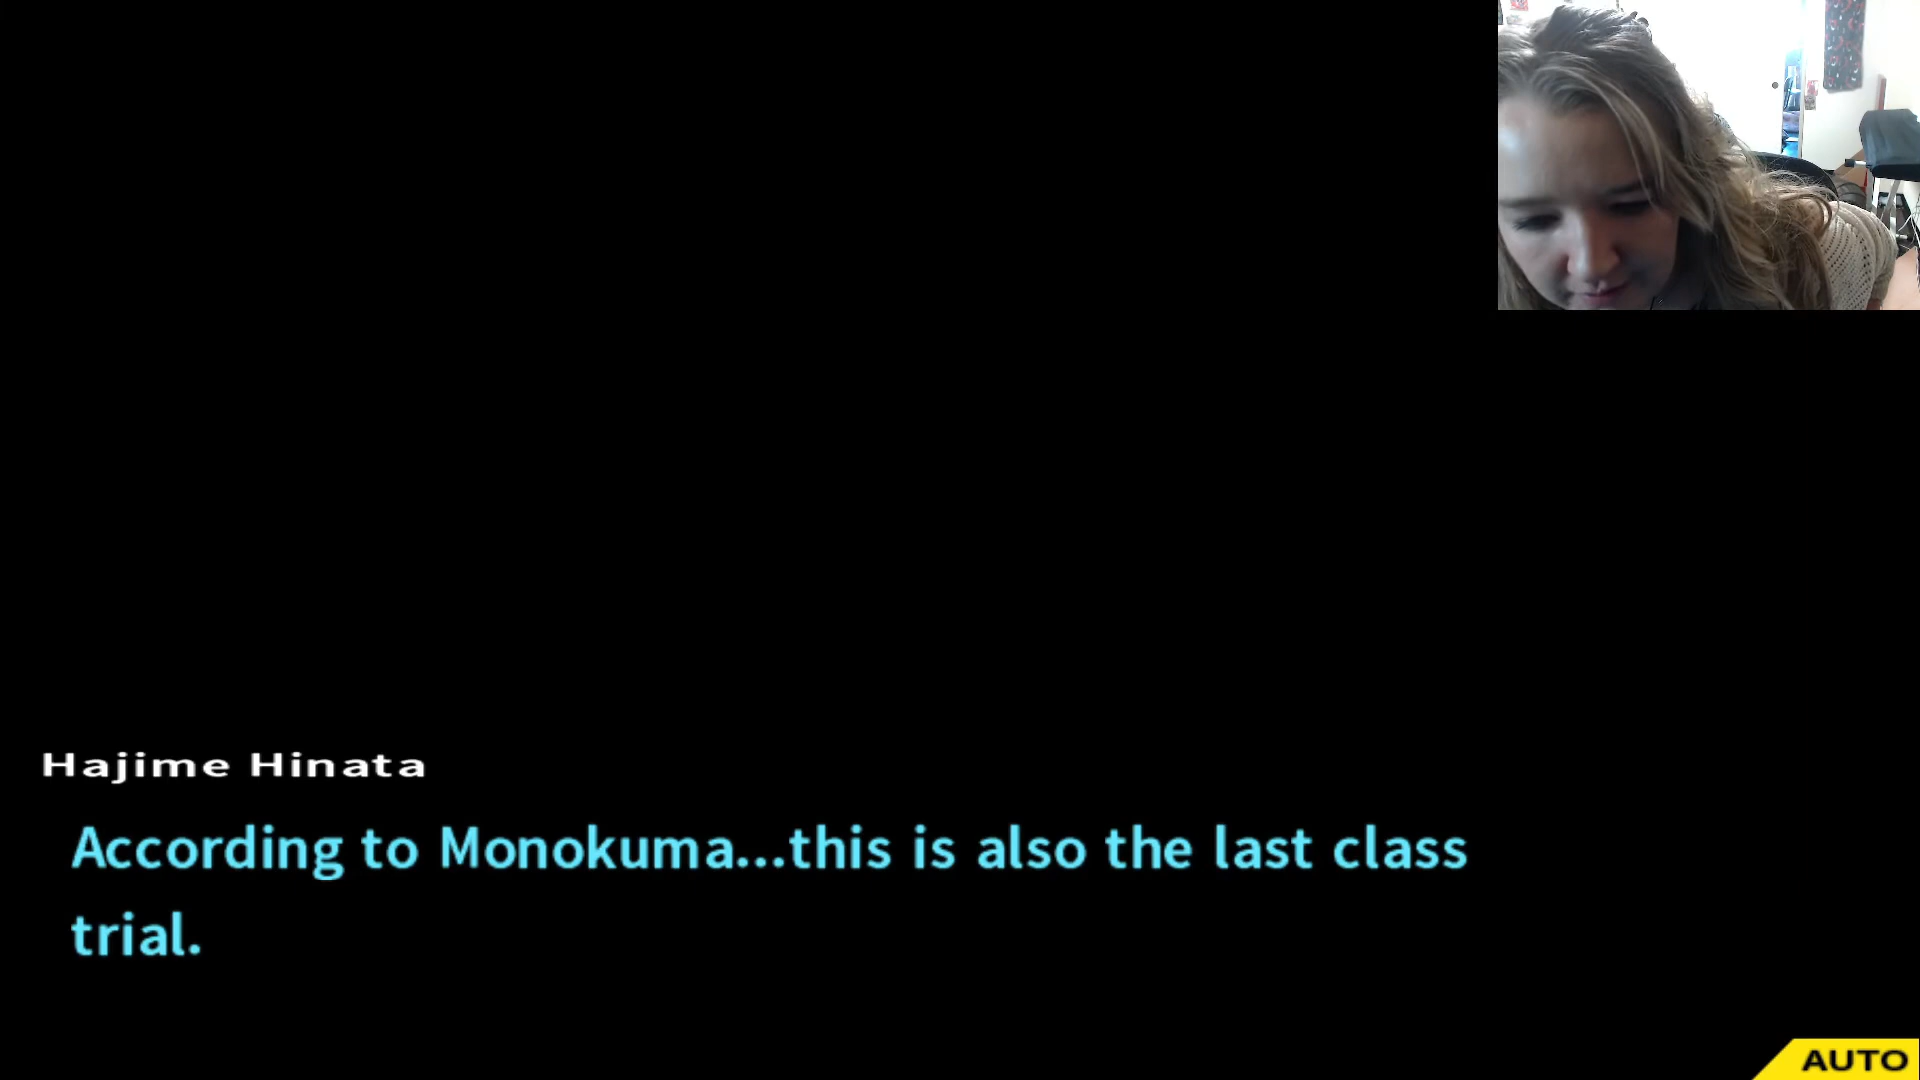 Hajime Hinata
According to Monokuma...this is also the last class
trial.
AUTO